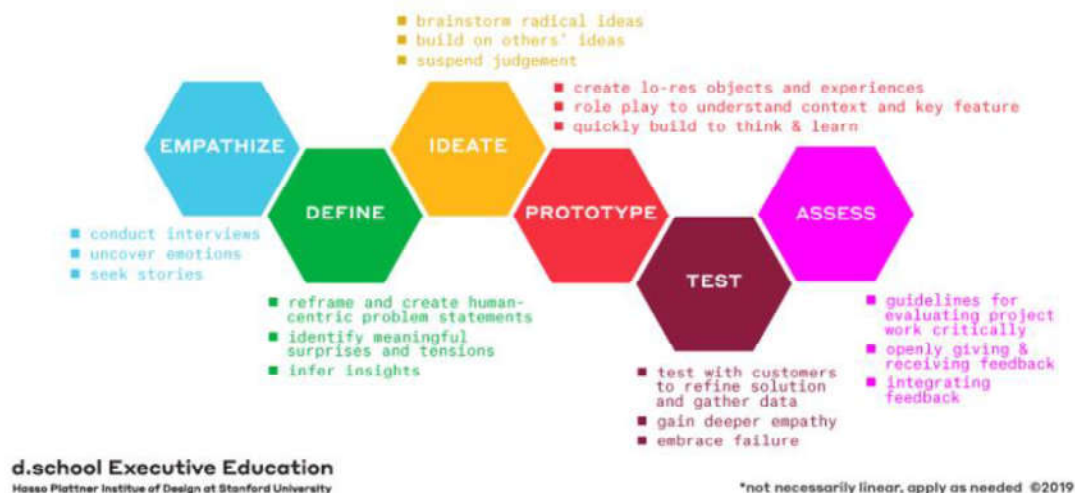 EMPATHIZE
■ conduct interviews
■ uncover emotions
■ seek stories
DEFINE
■ reframe and create human-
centric problem statements
■ identify meaningful
surprises and tensions
■ infer insights
■ brainstorm radical ideas
■ build on others' ideas
■ suspend judgement
IDEATE
■ create lo-res objects and experiences
■ role play to understand context and key feature
■ quickly build to think & learn
PROTOTYPE
TEST
■ test with customers
to refine solution
and gather data
■ gain deeper empathy
■ embrace failure
ASSESS
■ guidelines for
evaluating project
work critically
■ openly giving &
receiving feedback
■ integrating
feedback
d.school Executive Education
Hasso Plattner Institue of Design at Stanford University
*not necessarily linear, apply as needed ©2019